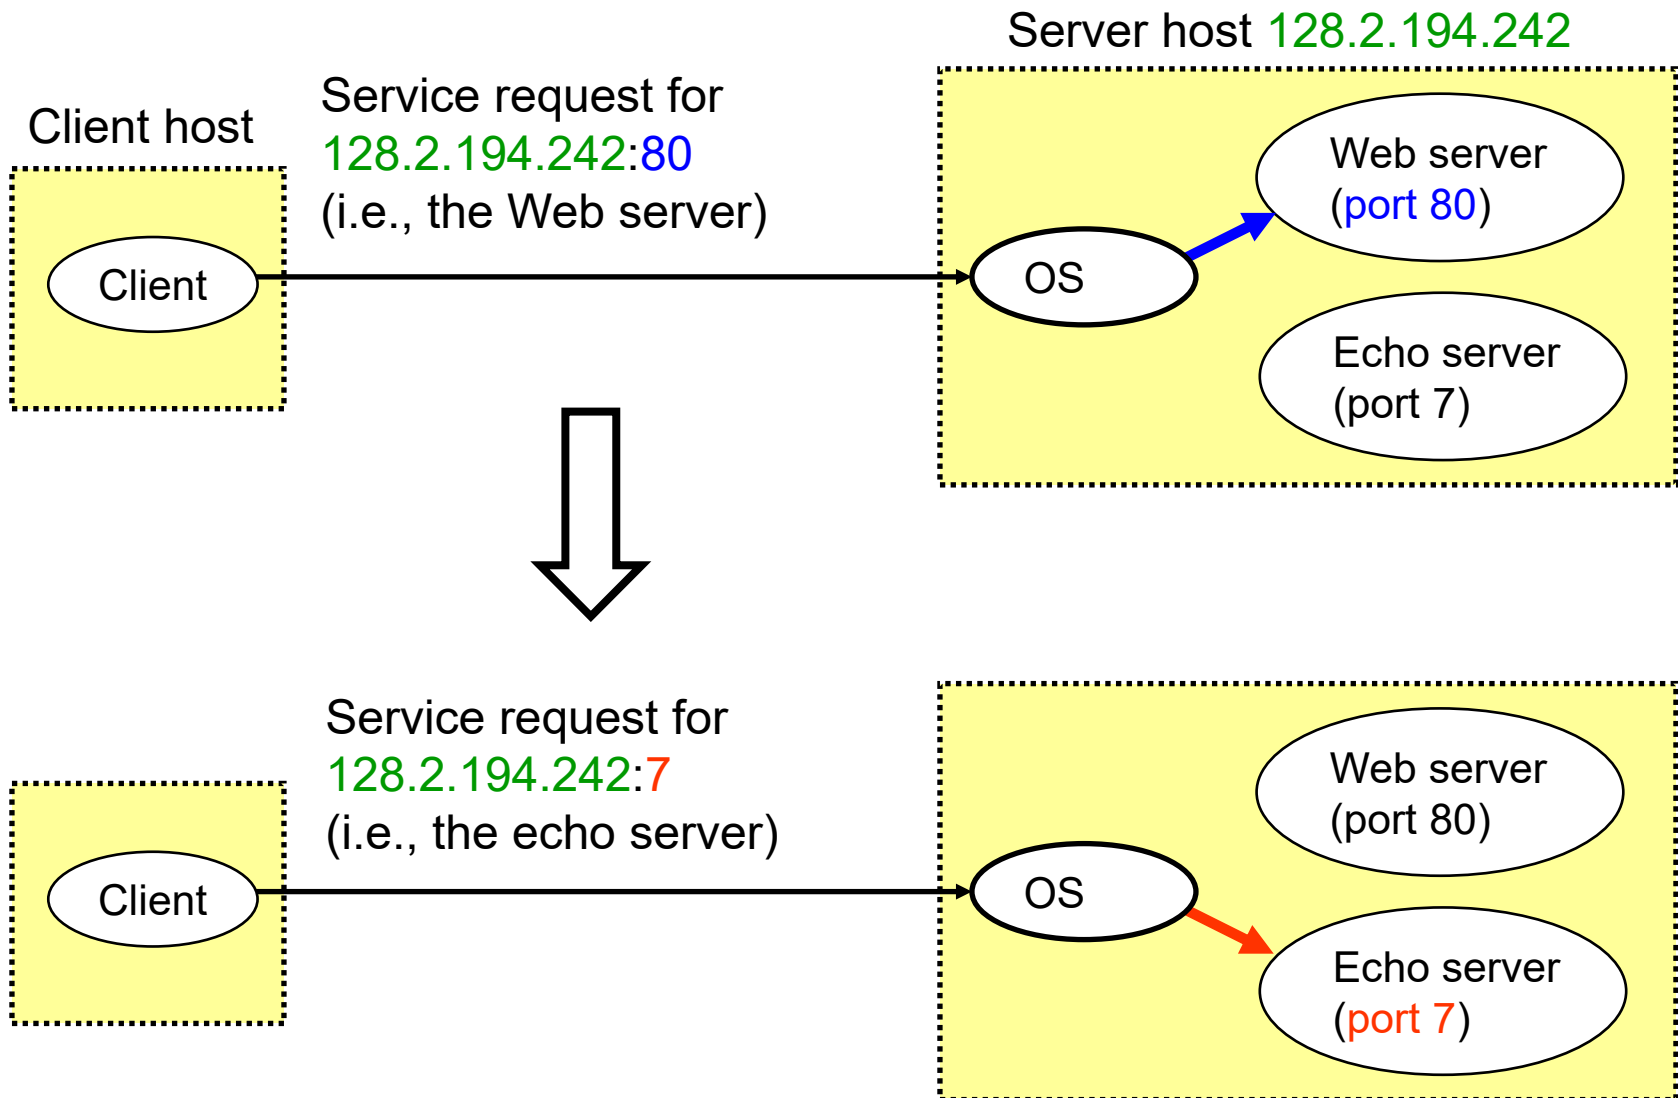 Server host 128.2.194.242
Client host
Service request for
128.2.194.242:80
(i.e., the Web server)
Client
OS
Web server
(port 80)
Echo server
(port 7)
Service request for
128.2.194.242:7
(i.e., the echo server)
Client
OS
Web server
(port 80)
Echo server
(port 7)